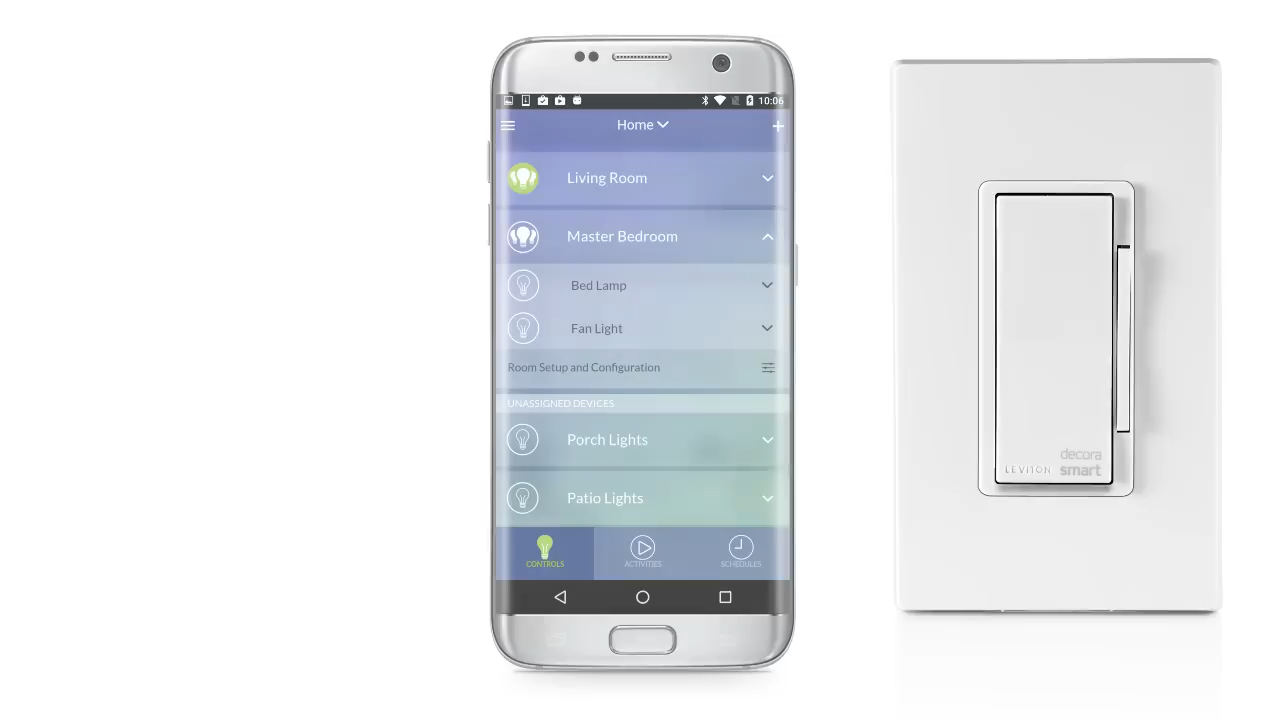 10:06
Home
Living Room
Master Bedroom
Bed Lamp
Fan Light
Room Setup and Configuration
UNASSIGNED DEVICES
Porch Lights
Patio Lights
CONTROLS
ACTIVITIES
SCHEDULES
LEVITON
decora
smart